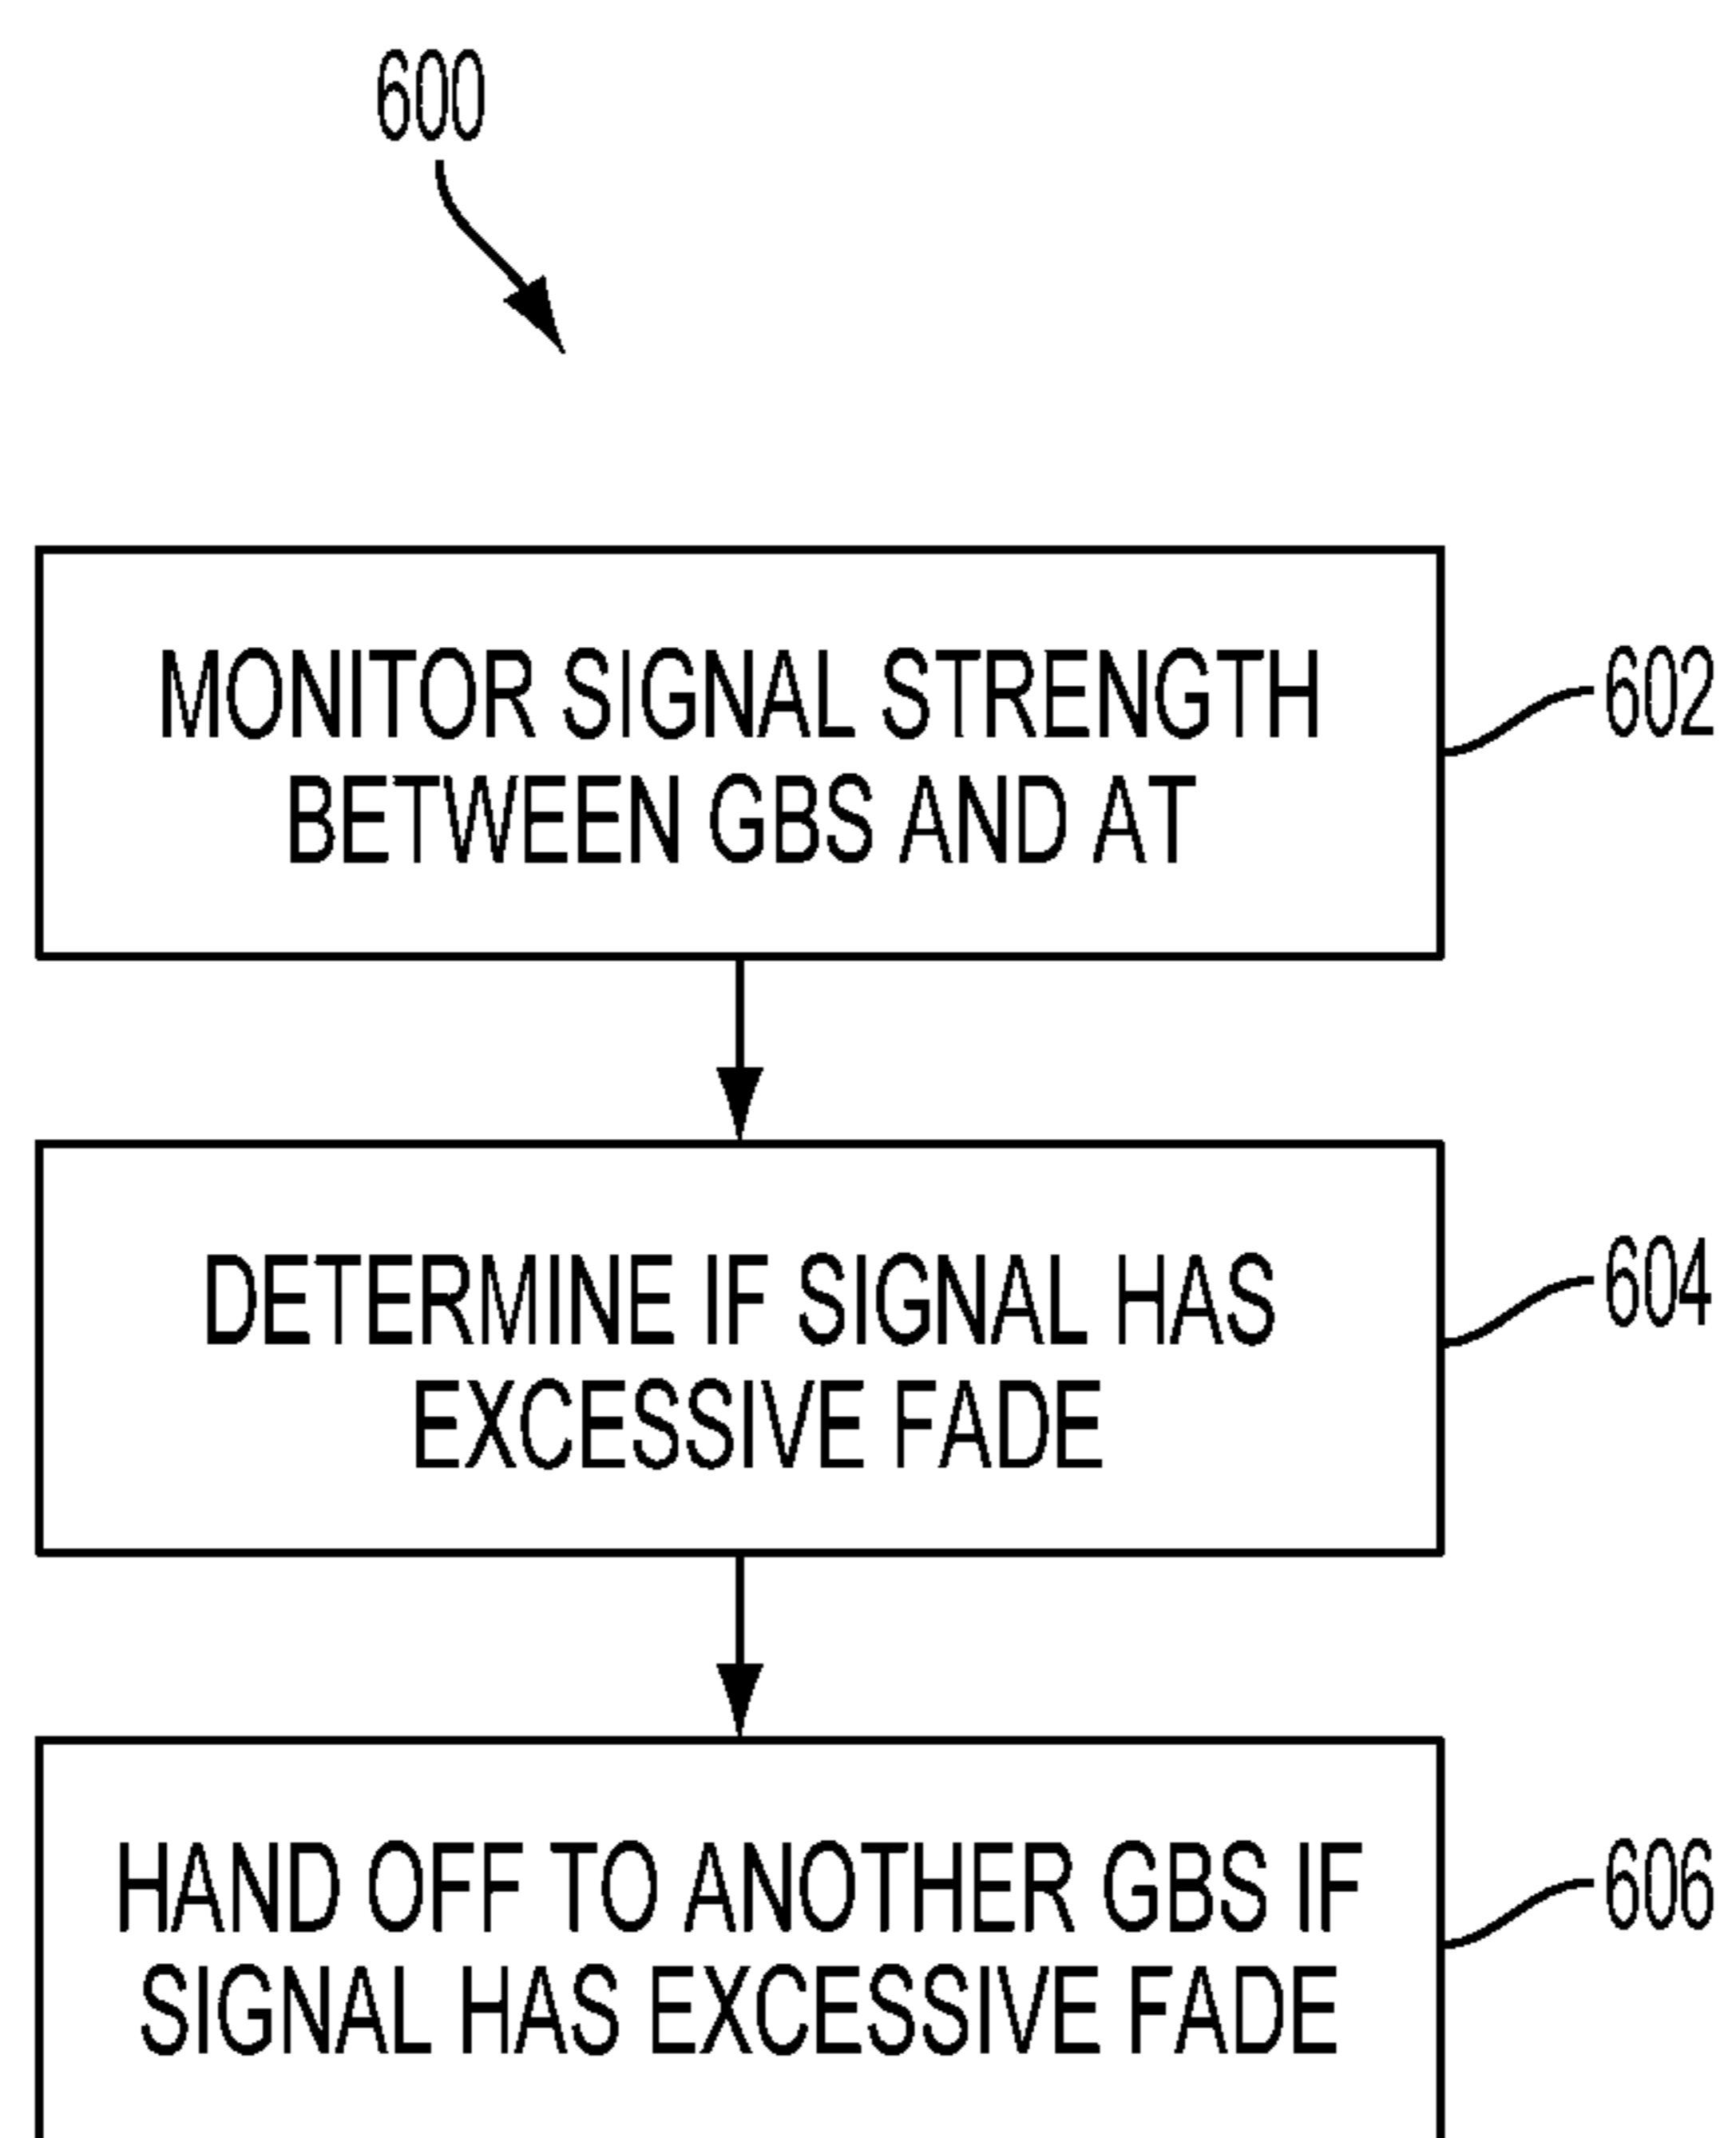 600
MONITOR SIGNAL STRENGTH
BETWEEN GBS AND AT
602
DETERMINE IF SIGNAL HAS
EXCESSIVE FADE
604
HAND OFF TO ANOTHER GBS IF
SIGNAL HAS EXCESSIVE FADE
606